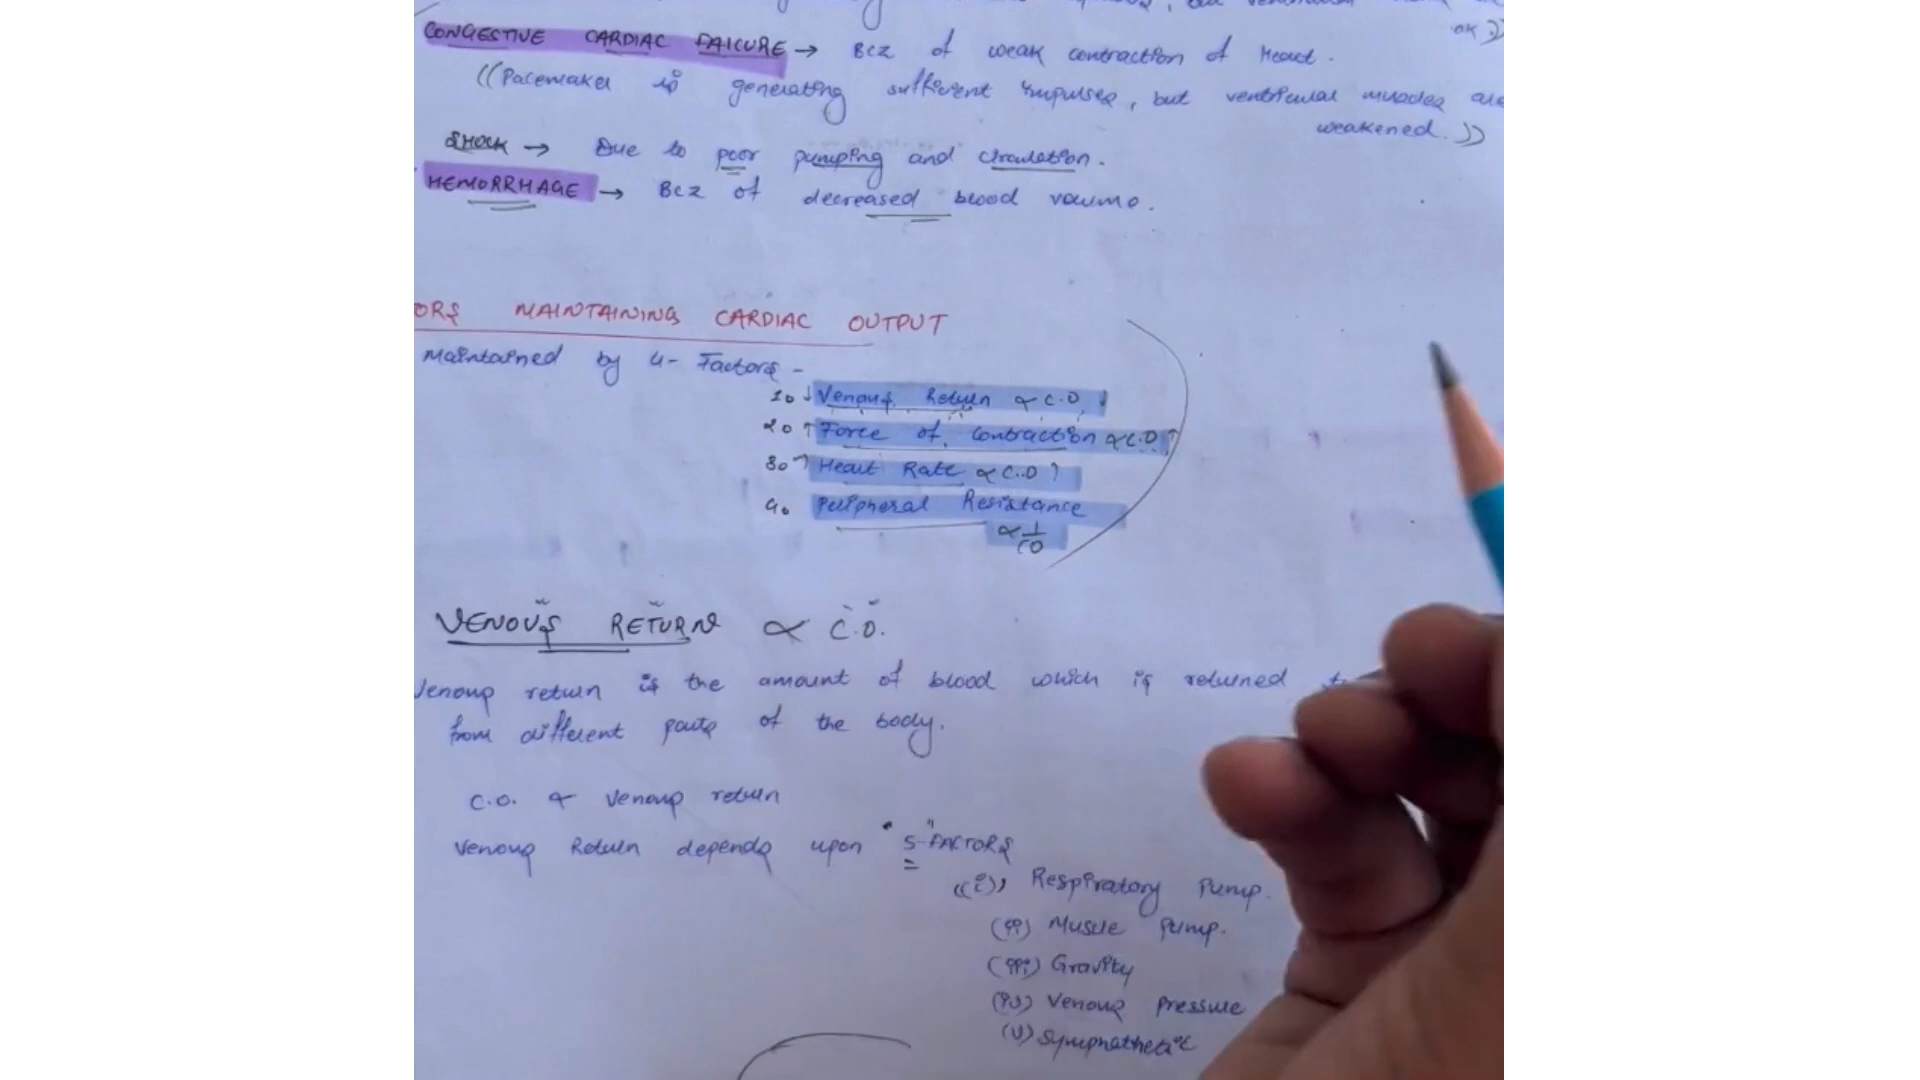 CONGESTIVE CARDIAC FAILURE → Bcz of weak contraction of Heart.
ok.))
((Pacemaker is generating sufficient impulses, but ventricular muscles are
weakened.))
SHOCK → Due to poor pumping and circulation.
HEMORRHAGE → Bcz of decreased blood volume.
ORS MAINTAINING CARDIAC OUTPUT
Maintained by 4- Factors -
1. ↓ Venous Return ∝ C.O ↓
2. ↑ Force of contraction ∝ C.O ↑
3. ↑ Heart Rate ∝ C.O ↑
4. Peripheral Resistance
∝ 1/CO
VENOUS RETURN ∝ C.O.
Venous return is the amount of blood which is returned
from different parts of the body.
C.O. ∝ Venous return
Venous Return depends upon "5-FACTORS
((i)) Respiratory Pump.
(ii) Muscle Pump.
(iii) Gravity
(iv) Venous Pressure
(v) Sympathetic